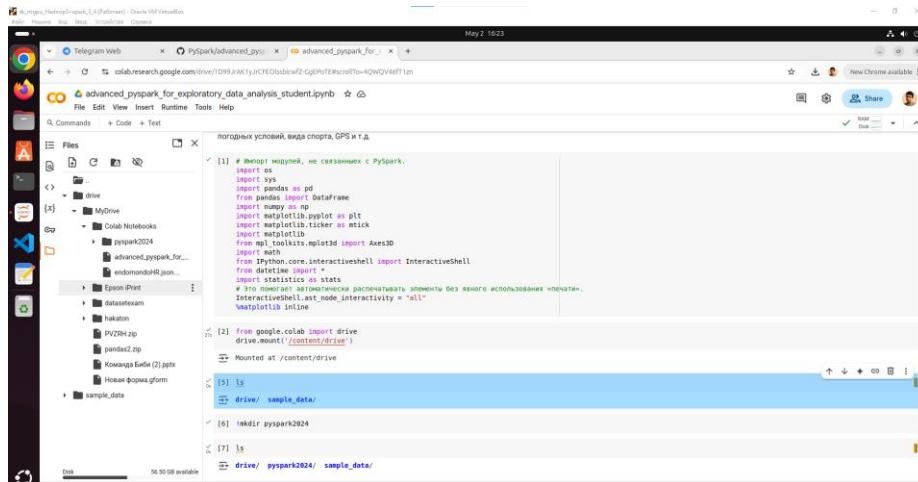 May 2 16:23
Telegram Web
PySpark/advanced_pysp
advanced_pyspark_for_
New Chrome available
advanced_pyspark_for_exploratory_data_analysis_student.ipynb
File Edit View Insert Runtime Tools Help
Share
Commands + Code + Text
RAM
Disk
Files
..
drive
MyDrive
Colab Notebooks
pyspark2024
advanced_pyspark_for_...
endomondoHR.json...
Epson iPrint
datasetexam
hakaton
PVZRH.zip
pandas2.zip
Команда Биби (2).pptx
Новая форма.gform
sample_data
Disk 56.50 GB available
погодных условий, вида спорта, GPS и т.д.
[1] # Импорт модулей, не связанных с PySpark.
import os
import sys
import pandas as pd
from pandas import DataFrame
import numpy as np
import matplotlib.pyplot as plt
import matplotlib.ticker as mtick
import matplotlib
from mpl_toolkits.mplot3d import Axes3D
import math
from IPython.core.interactiveshell import InteractiveShell
from datetime import *
import statistics as stats
# Это помогает автоматически распечатывать элементы без явного использования «печати».
InteractiveShell.ast_node_interactivity = "all"
%matplotlib inline
[2] from google.colab import drive
drive.mount('/content/drive')
Mounted at /content/drive
[5] ls
drive/ sample_data/
[6] !mkdir pyspark2024
[7] ls
drive/ pyspark2024/ sample_data/